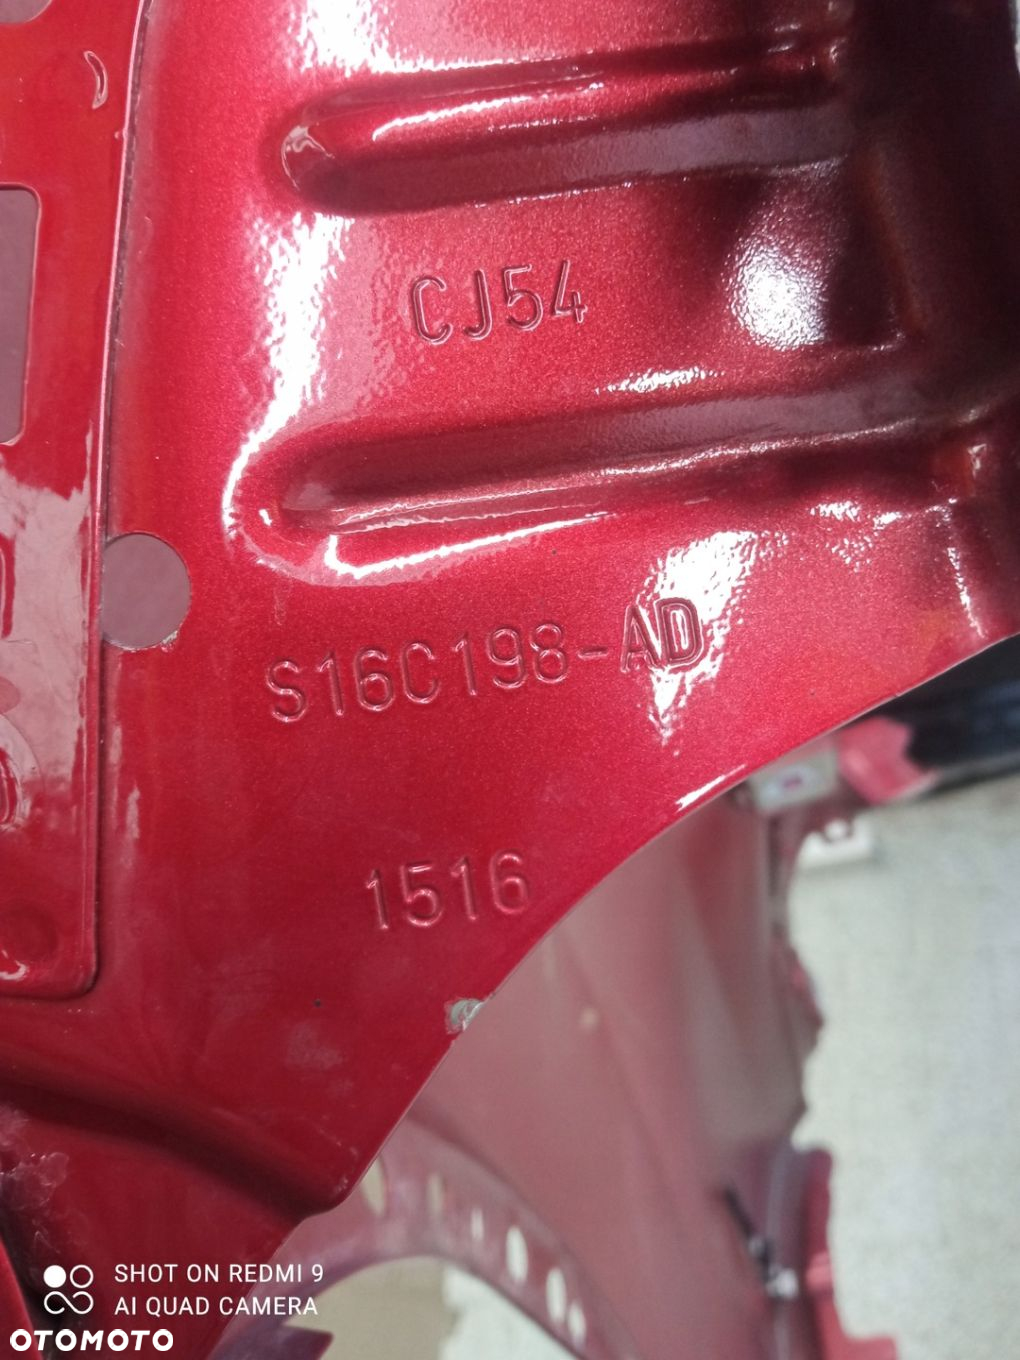 CJ54
S16C198-AD
1516
SHOT ON REDMI 9
AI QUAD CAMERA
OTOMOTO